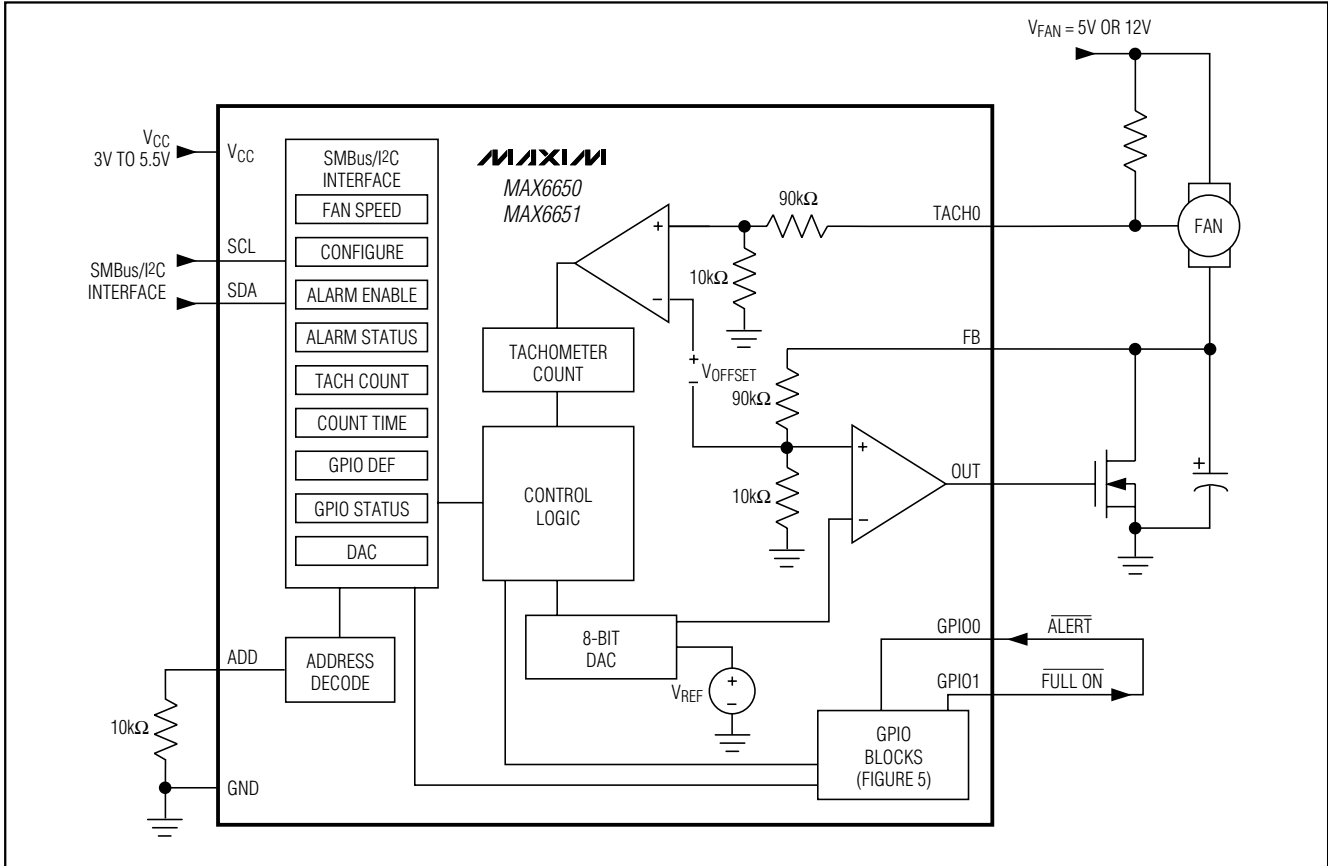 V_FAN = 5V OR 12V
V_CC
3V TO 5.5V
V_CC
SMBus/I²C
INTERFACE
FAN SPEED
CONFIGURE
ALARM ENABLE
ALARM STATUS
TACH COUNT
COUNT TIME
GPIO DEF
GPIO STATUS
DAC
MAXIM
MAX6650
MAX6651
90kΩ
TACH0
FAN
+
−
10kΩ
SCL
SMBus/I²C
INTERFACE
SDA
FB
TACHOMETER
COUNT
+
V_OFFSET
−
90kΩ
10kΩ
+
−
OUT
+
CONTROL
LOGIC
8-BIT
DAC
V_REF
+
−
GPIO0
ALERT
GPIO1
FULL ON
GPIO
BLOCKS
(FIGURE 5)
ADD
ADDRESS
DECODE
10kΩ
GND